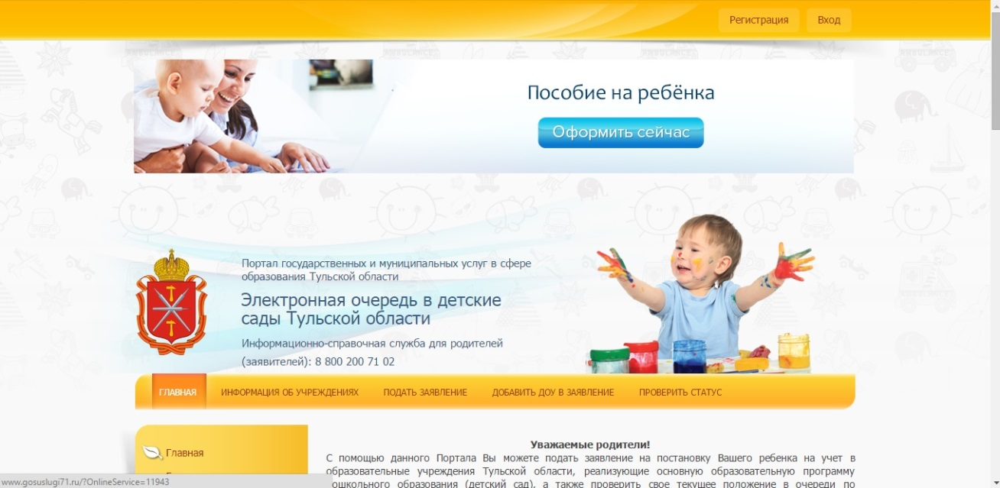 Регистрация
Вход
Пособие на ребёнка
Оформить сейчас
Портал государственных и муниципальных услуг в сфере
образования Тульской области
Электронная очередь в детские
сады Тульской области
Информационно-справочная служба для родителей
(заявителей): 8 800 200 71 02
ГЛАВНАЯ
ИНФОРМАЦИЯ ОБ УЧРЕЖДЕНИЯХ
ПОДАТЬ ЗАЯВЛЕНИЕ
ДОБАВИТЬ ДОУ В ЗАЯВЛЕНИЕ
ПРОВЕРИТЬ СТАТУС
Главная
Уважаемые родители!
С помощью данного Портала Вы можете подать заявление на постановку Вашего ребенка на учет в
образовательные учреждения Тульской области, реализующие основную образовательную программу
дошкольного образования (детский сад), а также проверить свое текущее положение в очереди по
www.gosuslugi71.ru/?OnlineService=11943